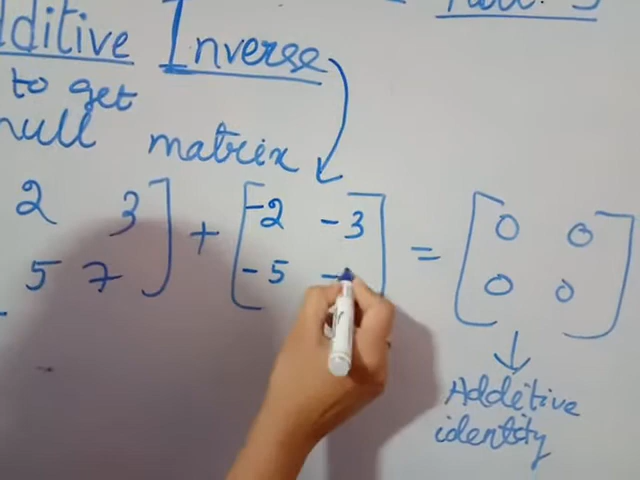 dditive Inverse
to get
null matrix
2 3 -2 -3 0 0
+ =
5 7 -5 - 0 0
Additive
identity